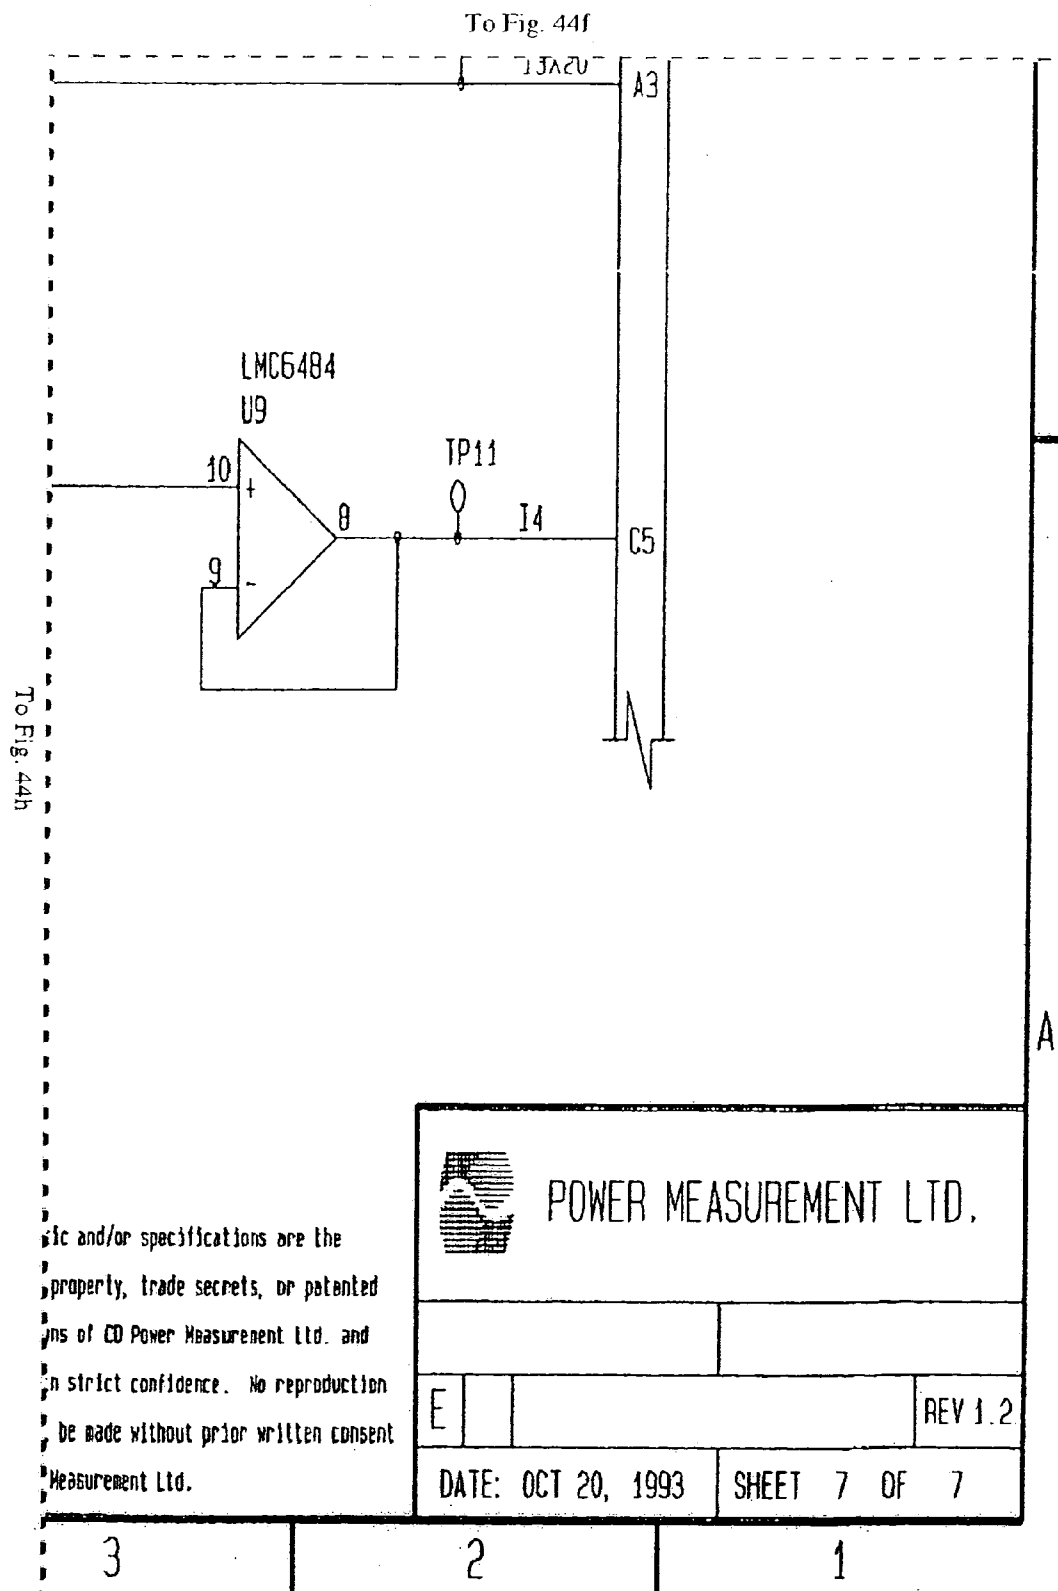 To Fig. 44f
A3
LMC6484
U9
10
+
TP11
8
I4
C5
9
-
To Fig. 44h
A
POWER MEASUREMENT LTD.
ic and/or specifications are the
property, trade secrets, or patented
ns of CD Power Measurement Ltd. and
n strict confidence. No reproduction
be made without prior written consent
Measurement Ltd.
E
REV 1.2
DATE: OCT 20, 1993
SHEET 7 OF 7
3
2
1